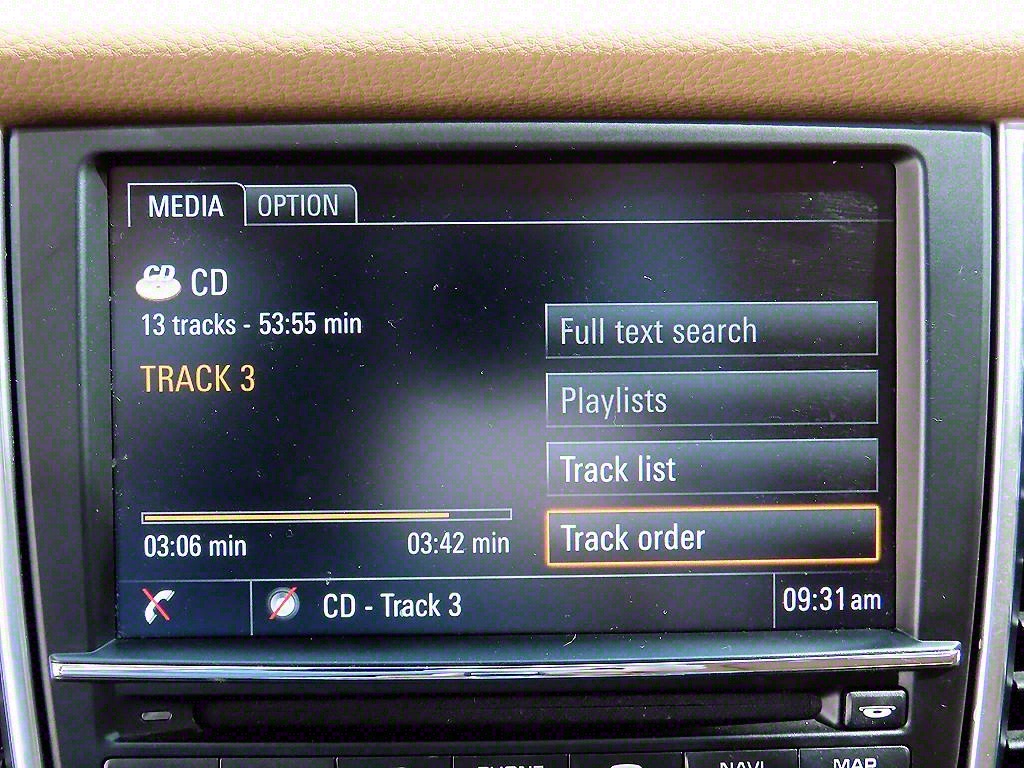 MEDIA OPTION
CD CD
13 tracks - 53:55 min
TRACK 3
Full text search
Playlists
Track list
Track order
03:06 min 03:42 min
CD - Track 3 09:31 am
PHONE NAVI MAP